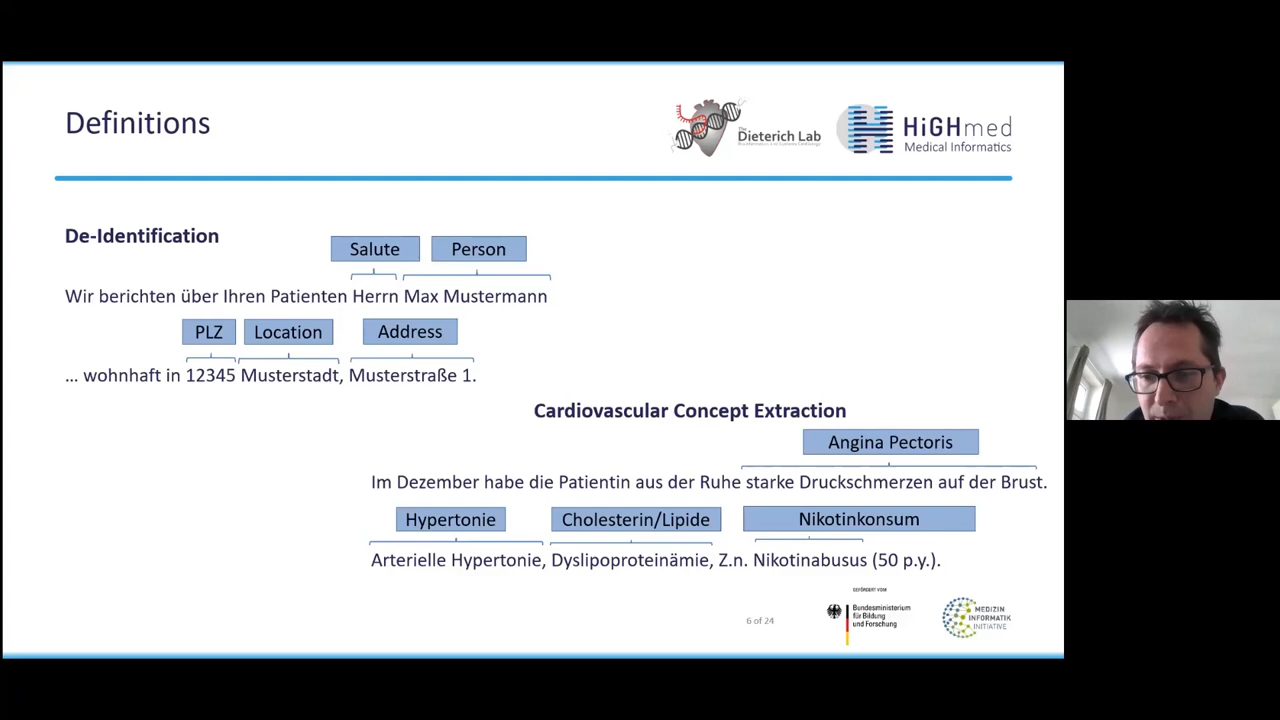 Definitions
The
Dieterich Lab
HiGHmed
Medical Informatics
De-Identification
Salute Person
Wir berichten über Ihren Patienten Herrn Max Mustermann
PLZ Location Address
... wohnhaft in 12345 Musterstadt, Musterstraße 1.
Cardiovascular Concept Extraction
Angina Pectoris
Im Dezember habe die Patientin aus der Ruhe starke Druckschmerzen auf der Brust.
Hypertonie Cholesterin/Lipide Nikotinkonsum
Arterielle Hypertonie, Dyslipoproteinämie, Z.n. Nikotinabusus (50 p.y.).
6 of 24
GEFÖRDERT VOM
Bundesministerium
für Bildung
und Forschung
MEDIZIN
INFORMATIK
INITIATIVE